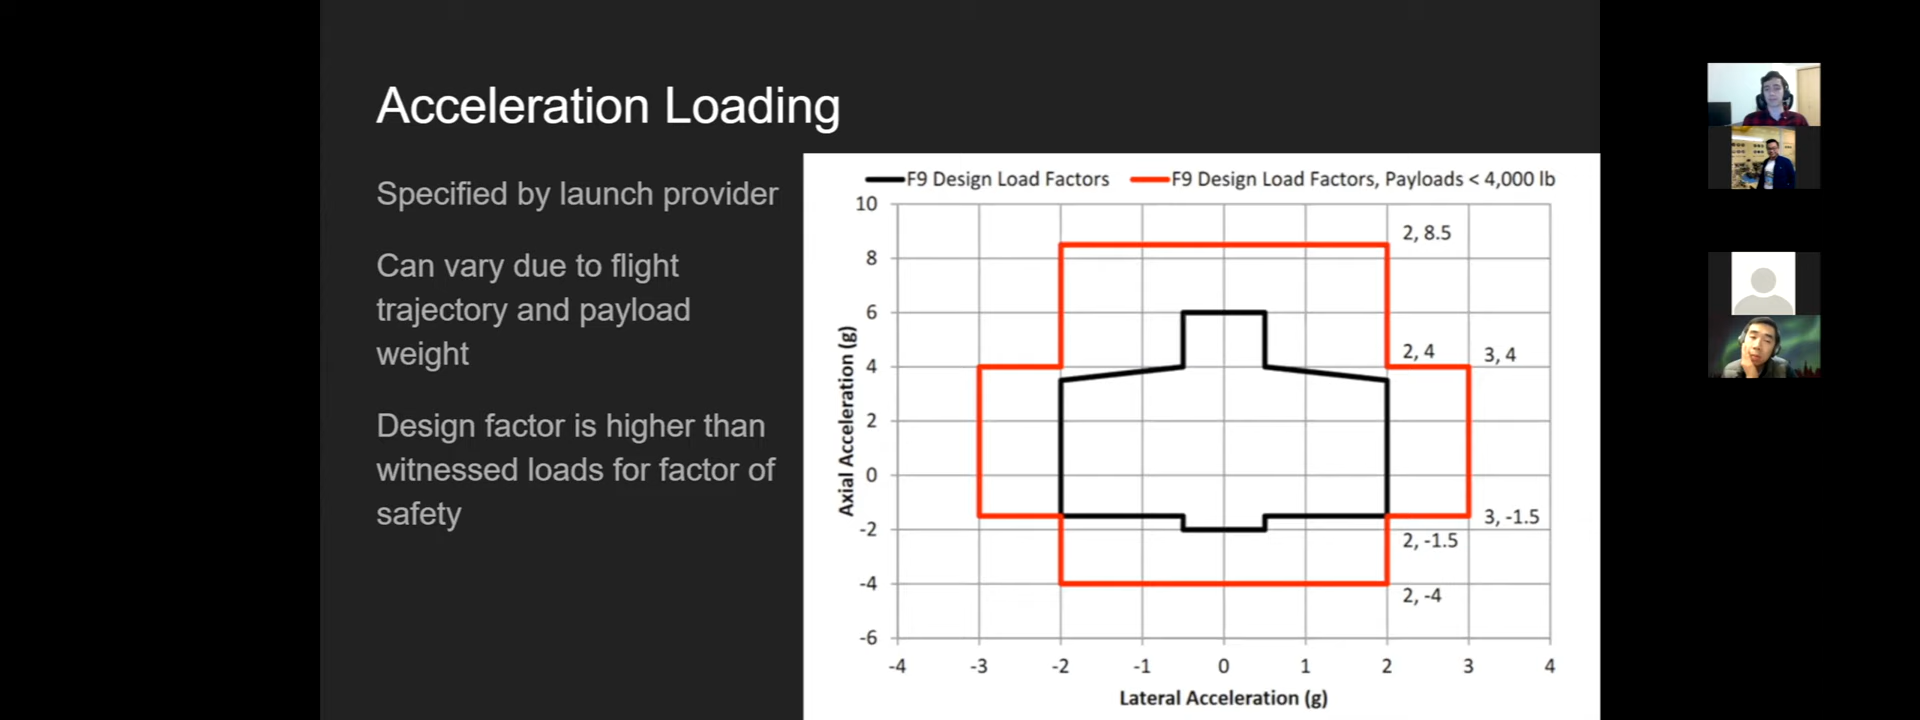 Acceleration Loading
Specified by launch provider
Can vary due to flight
trajectory and payload
weight
Design factor is higher than
witnessed loads for factor of
safety
F9 Design Load Factors
F9 Design Load Factors, Payloads < 4,000 lb
10
8
6
4
2
0
-2
-4
-6
Axial Acceleration (g)
2, 8.5
2, 4
3, 4
3, -1.5
2, -1.5
2, -4
-4
-3
-2
-1
0
1
2
3
4
Lateral Acceleration (g)